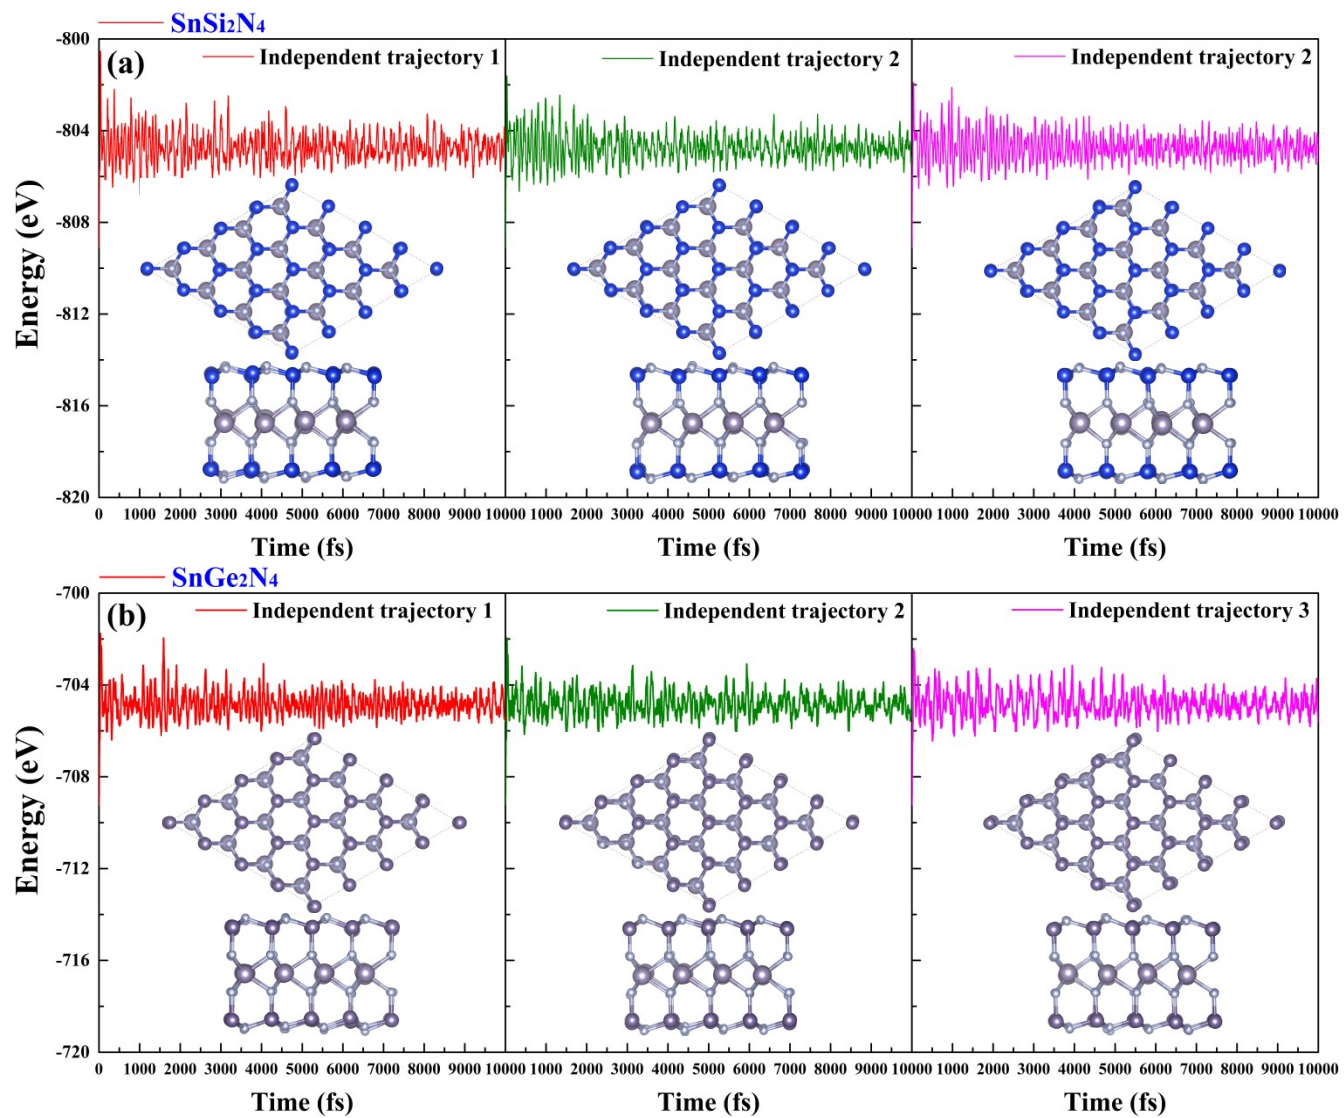 SnSi₂N₄
(a)
Independent trajectory 1
Independent trajectory 2
Independent trajectory 2
Energy (eV)
-800
-804
-808
-812
-816
-820
0 1000 2000 3000 4000 5000 6000 7000 8000 9000 10000
1000 2000 3000 4000 5000 6000 7000 8000 9000 10000
1000 2000 3000 4000 5000 6000 7000 8000 9000 10000
Time (fs)
Time (fs)
Time (fs)
SnGe₂N₄
(b)
Independent trajectory 1
Independent trajectory 2
Independent trajectory 3
Energy (eV)
-700
-704
-708
-712
-716
-720
0 1000 2000 3000 4000 5000 6000 7000 8000 9000 10000
1000 2000 3000 4000 5000 6000 7000 8000 9000 10000
1000 2000 3000 4000 5000 6000 7000 8000 9000 10000
Time (fs)
Time (fs)
Time (fs)